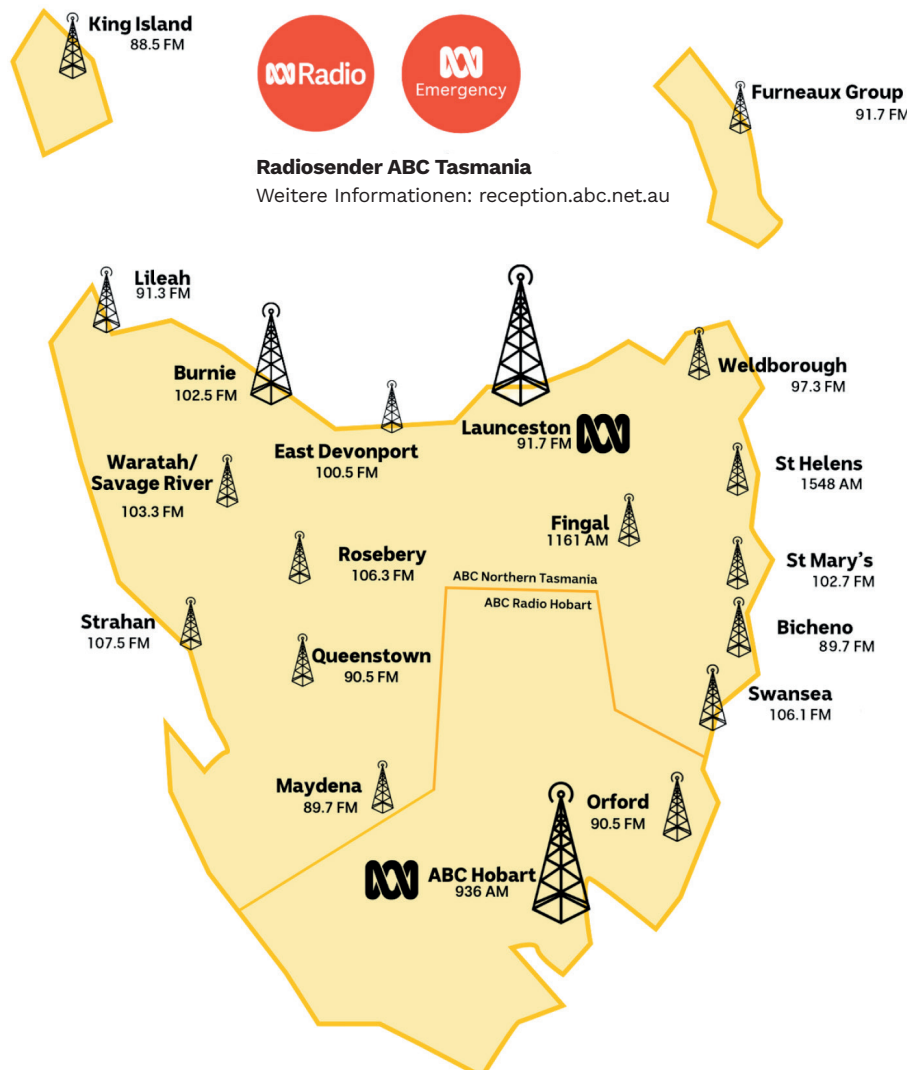 King Island
88.5 FM
Radio
Emergency
Furneaux Group
91.7 FM
Radiosender ABC Tasmania
Weitere Informationen: reception.abc.net.au
Lileah
91.3 FM
Burnie
102.5 FM
Weldborough
97.3 FM
East Devonport
100.5 FM
Launceston
91.7 FM
Waratah/
Savage River
103.3 FM
St Helens
1548 AM
Fingal
1161 AM
Rosebery
106.3 FM
St Mary's
102.7 FM
ABC Northern Tasmania
ABC Radio Hobart
Strahan
107.5 FM
Bicheno
89.7 FM
Queenstown
90.5 FM
Swansea
106.1 FM
Maydena
89.7 FM
Orford
90.5 FM
ABC Hobart
936 AM